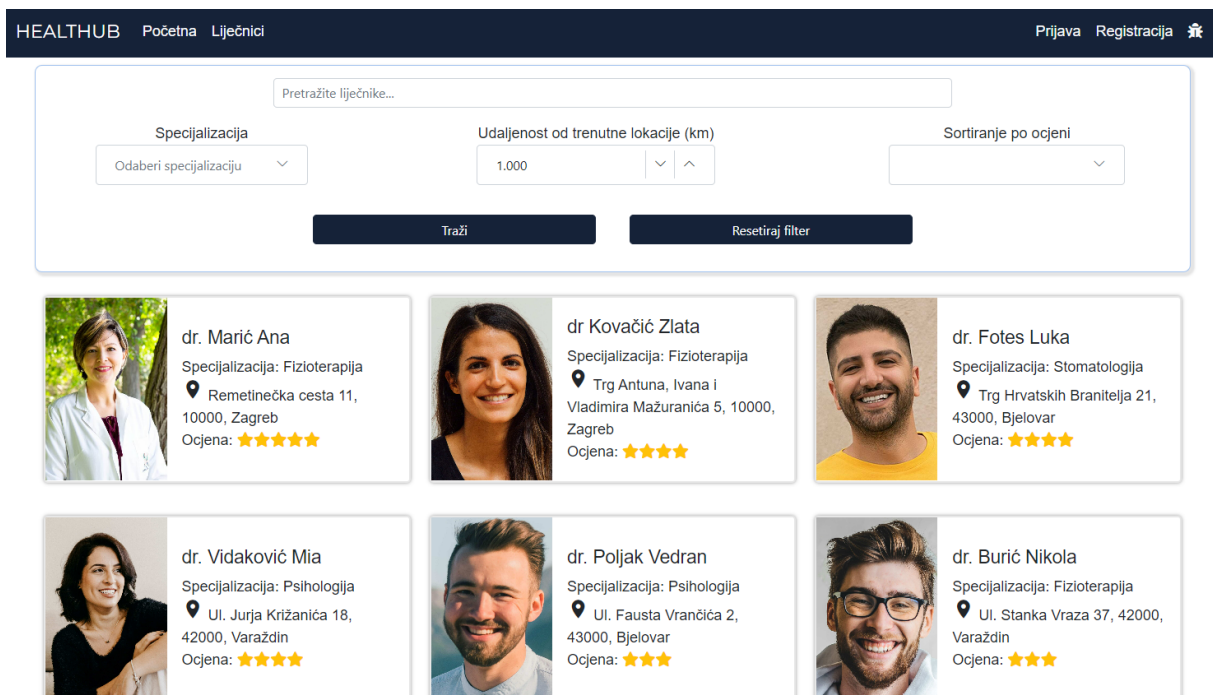 HEALTHUB Početna Liječnici Prijava Registracija
Pretražite liječnike...
Specijalizacija
Odaberi specijalizaciju
Udaljenost od trenutne lokacije (km)
1.000
Sortiranje po ocjeni
Traži
Resetiraj filter
dr. Marić Ana
Specijalizacija: Fizioterapija
Remetinečka cesta 11,
10000, Zagreb
Ocjena:
dr Kovačić Zlata
Specijalizacija: Fizioterapija
Trg Antuna, Ivana i
Vladimira Mažuranića 5, 10000,
Zagreb
Ocjena:
dr. Fotes Luka
Specijalizacija: Stomatologija
Trg Hrvatskih Branitelja 21,
43000, Bjelovar
Ocjena:
dr. Vidaković Mia
Specijalizacija: Psihologija
Ul. Jurja Križanića 18,
42000, Varaždin
Ocjena:
dr. Poljak Vedran
Specijalizacija: Psihologija
Ul. Fausta Vrančića 2,
43000, Bjelovar
Ocjena:
dr. Burić Nikola
Specijalizacija: Fizioterapija
Ul. Stanka Vraza 37, 42000,
Varaždin
Ocjena: